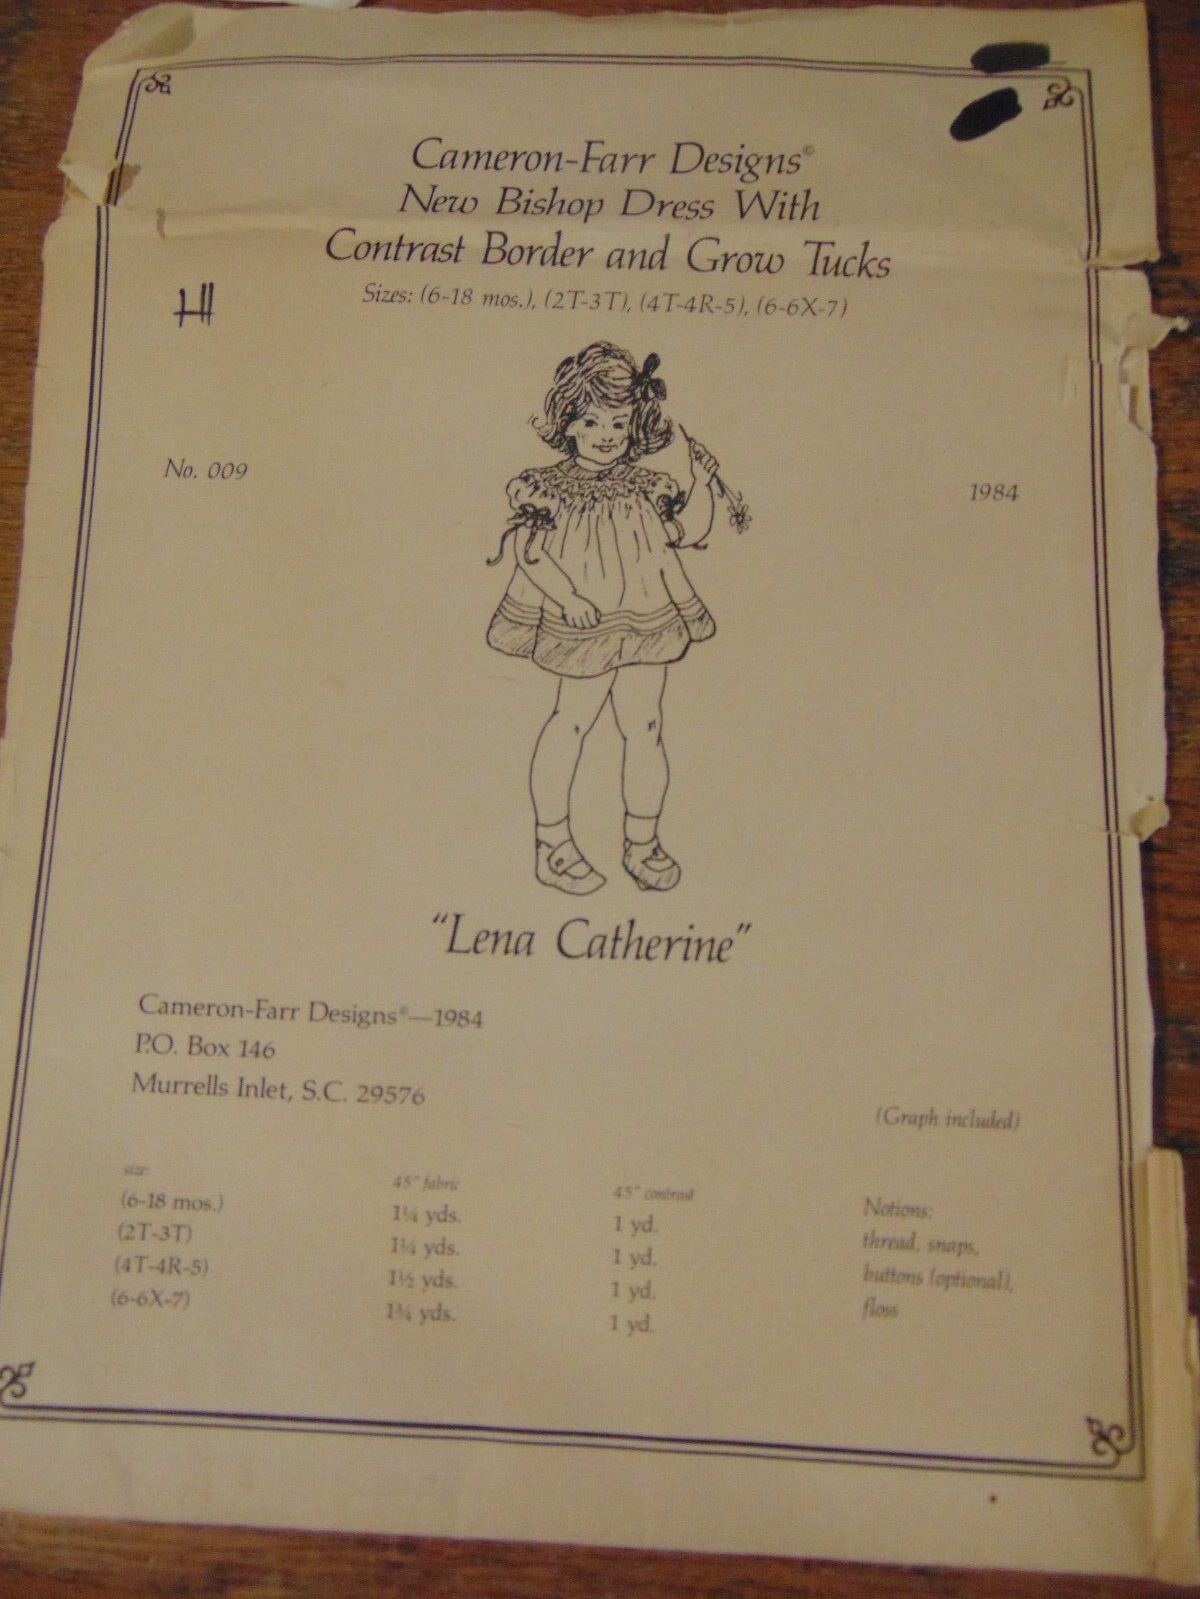 Cameron-Farr Designs©
New Bishop Dress With
Contrast Border and Grow Tucks
Sizes: (6-18 mos.), (2T-3T), (4T-4R-5), (6-6X-7)
No. 009
1984
"Lena Catherine"
Cameron-Farr Designs©—1984
P.O. Box 146
Murrells Inlet, S.C. 29576
(Graph included)
size: 45" fabric 45" contrast Notions:
(6-18 mos.) 1¼ yds. 1 yd. thread, snaps,
(2T-3T) 1¼ yds. 1 yd. buttons (optional),
(4T-4R-5) 1½ yds. 1 yd. floss
(6-6X-7) 1¾ yds. 1 yd.